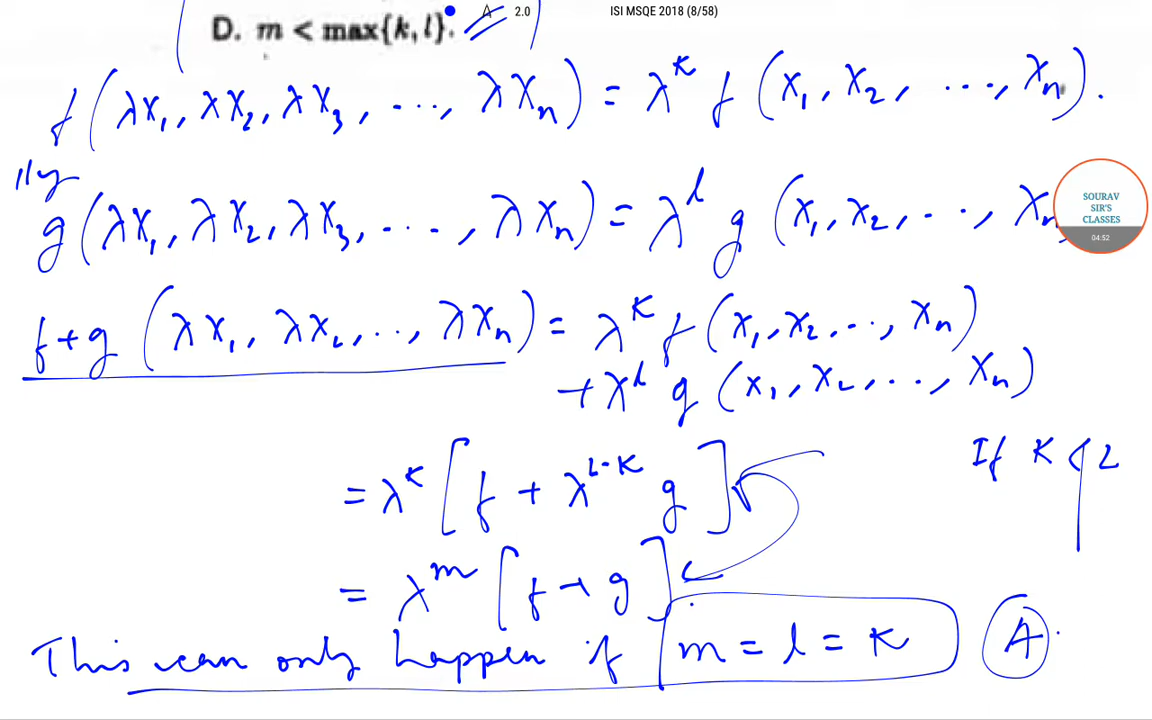 A 2.0 ISI MSQE 2018 (8/58)
D. m < max{k, l}.
f(λx₁, λx₂, λx₃, ..., λxₙ) = λᴷ f(x₁, x₂, ..., xₙ).
||ly
g(λx₁, λx₂, λx₃, ..., λxₙ) = λˡ g(x₁, x₂, ..., xₙ
SOURAV
SIR'S
CLASSES
04:52
f+g (λx₁, λx₂, .., λxₙ) = λᴷ f(x₁, x₂, .., xₙ)
+ λˡ g (x₁, x₂, .., xₙ)
= λᴷ [f + λᴸ⁻ᴷ g] If K < L
= λᵐ [f + g]
This can only happen if m = l = K (A).